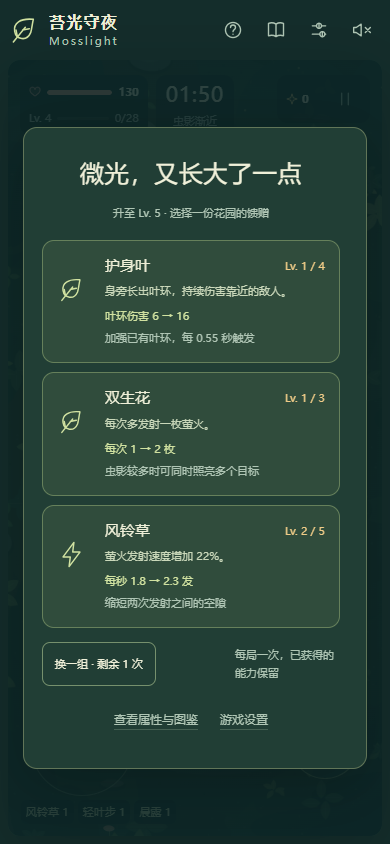 苔光守夜
Mosslight
130
01:50
0
Lv. 4
0/28
虫影渐近
微光，又长大了一点
升至 Lv. 5 · 选择一份花园的馈赠
护身叶
Lv. 1 / 4
身旁长出叶环，持续伤害靠近的敌人。
叶环伤害 6 → 16
加强已有叶环，每 0.55 秒触发
双生花
Lv. 1 / 3
每次多发射一枚萤火。
每次 1 → 2 枚
虫影较多时可同时照亮多个目标
风铃草
Lv. 2 / 5
萤火发射速度增加 22%。
每秒 1.8 → 2.3 发
缩短两次发射之间的空隙
换一组 · 剩余 1 次
每局一次，已获得的
能力保留
查看属性与图鉴
游戏设置
风铃草 1
轻叶步 1
晨露 1